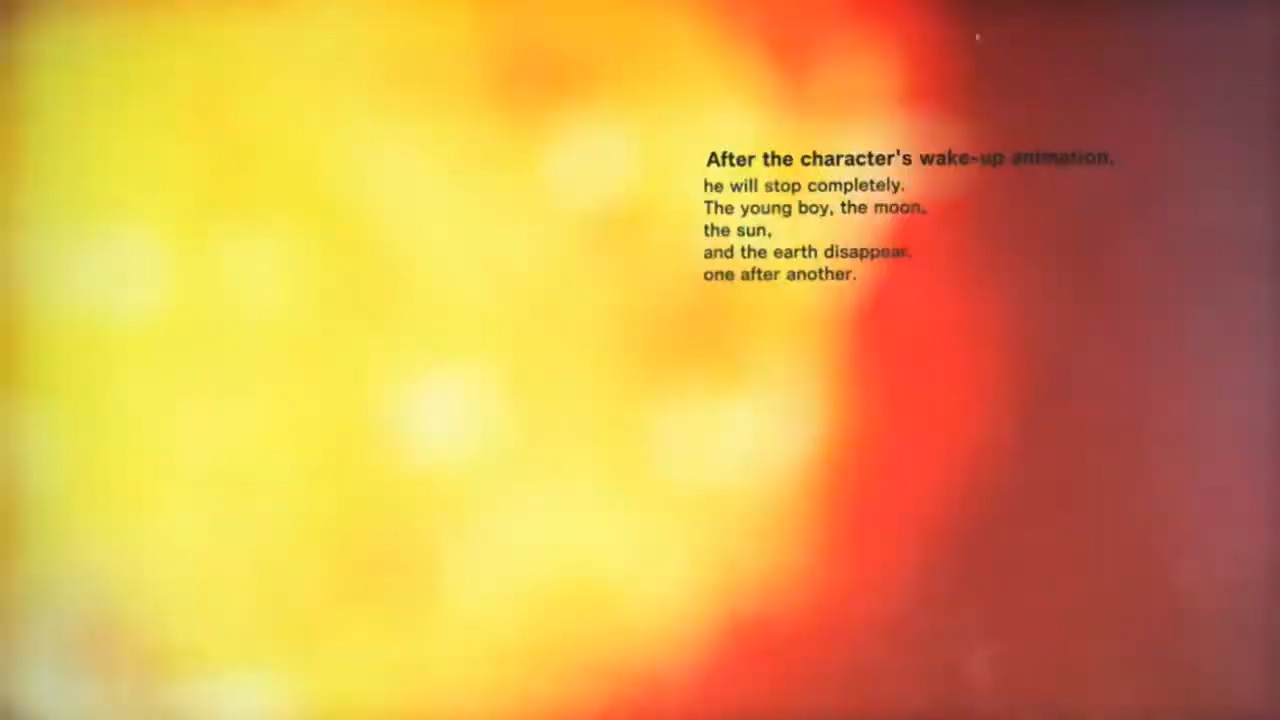 After the character's wake-up animation,
he will stop completely.
The young boy, the moon,
the sun,
and the earth disappear.
one after another.